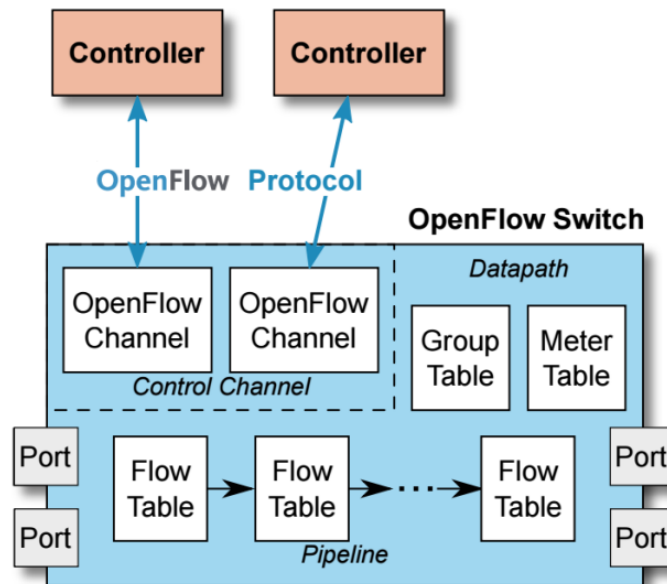 Controller
Controller
OpenFlow Protocol
OpenFlow Switch
Datapath
OpenFlow
Channel
OpenFlow
Channel
Control Channel
Group
Table
Meter
Table
Port
Port
Flow
Table
Flow
Table
...
Flow
Table
Pipeline
Port
Port